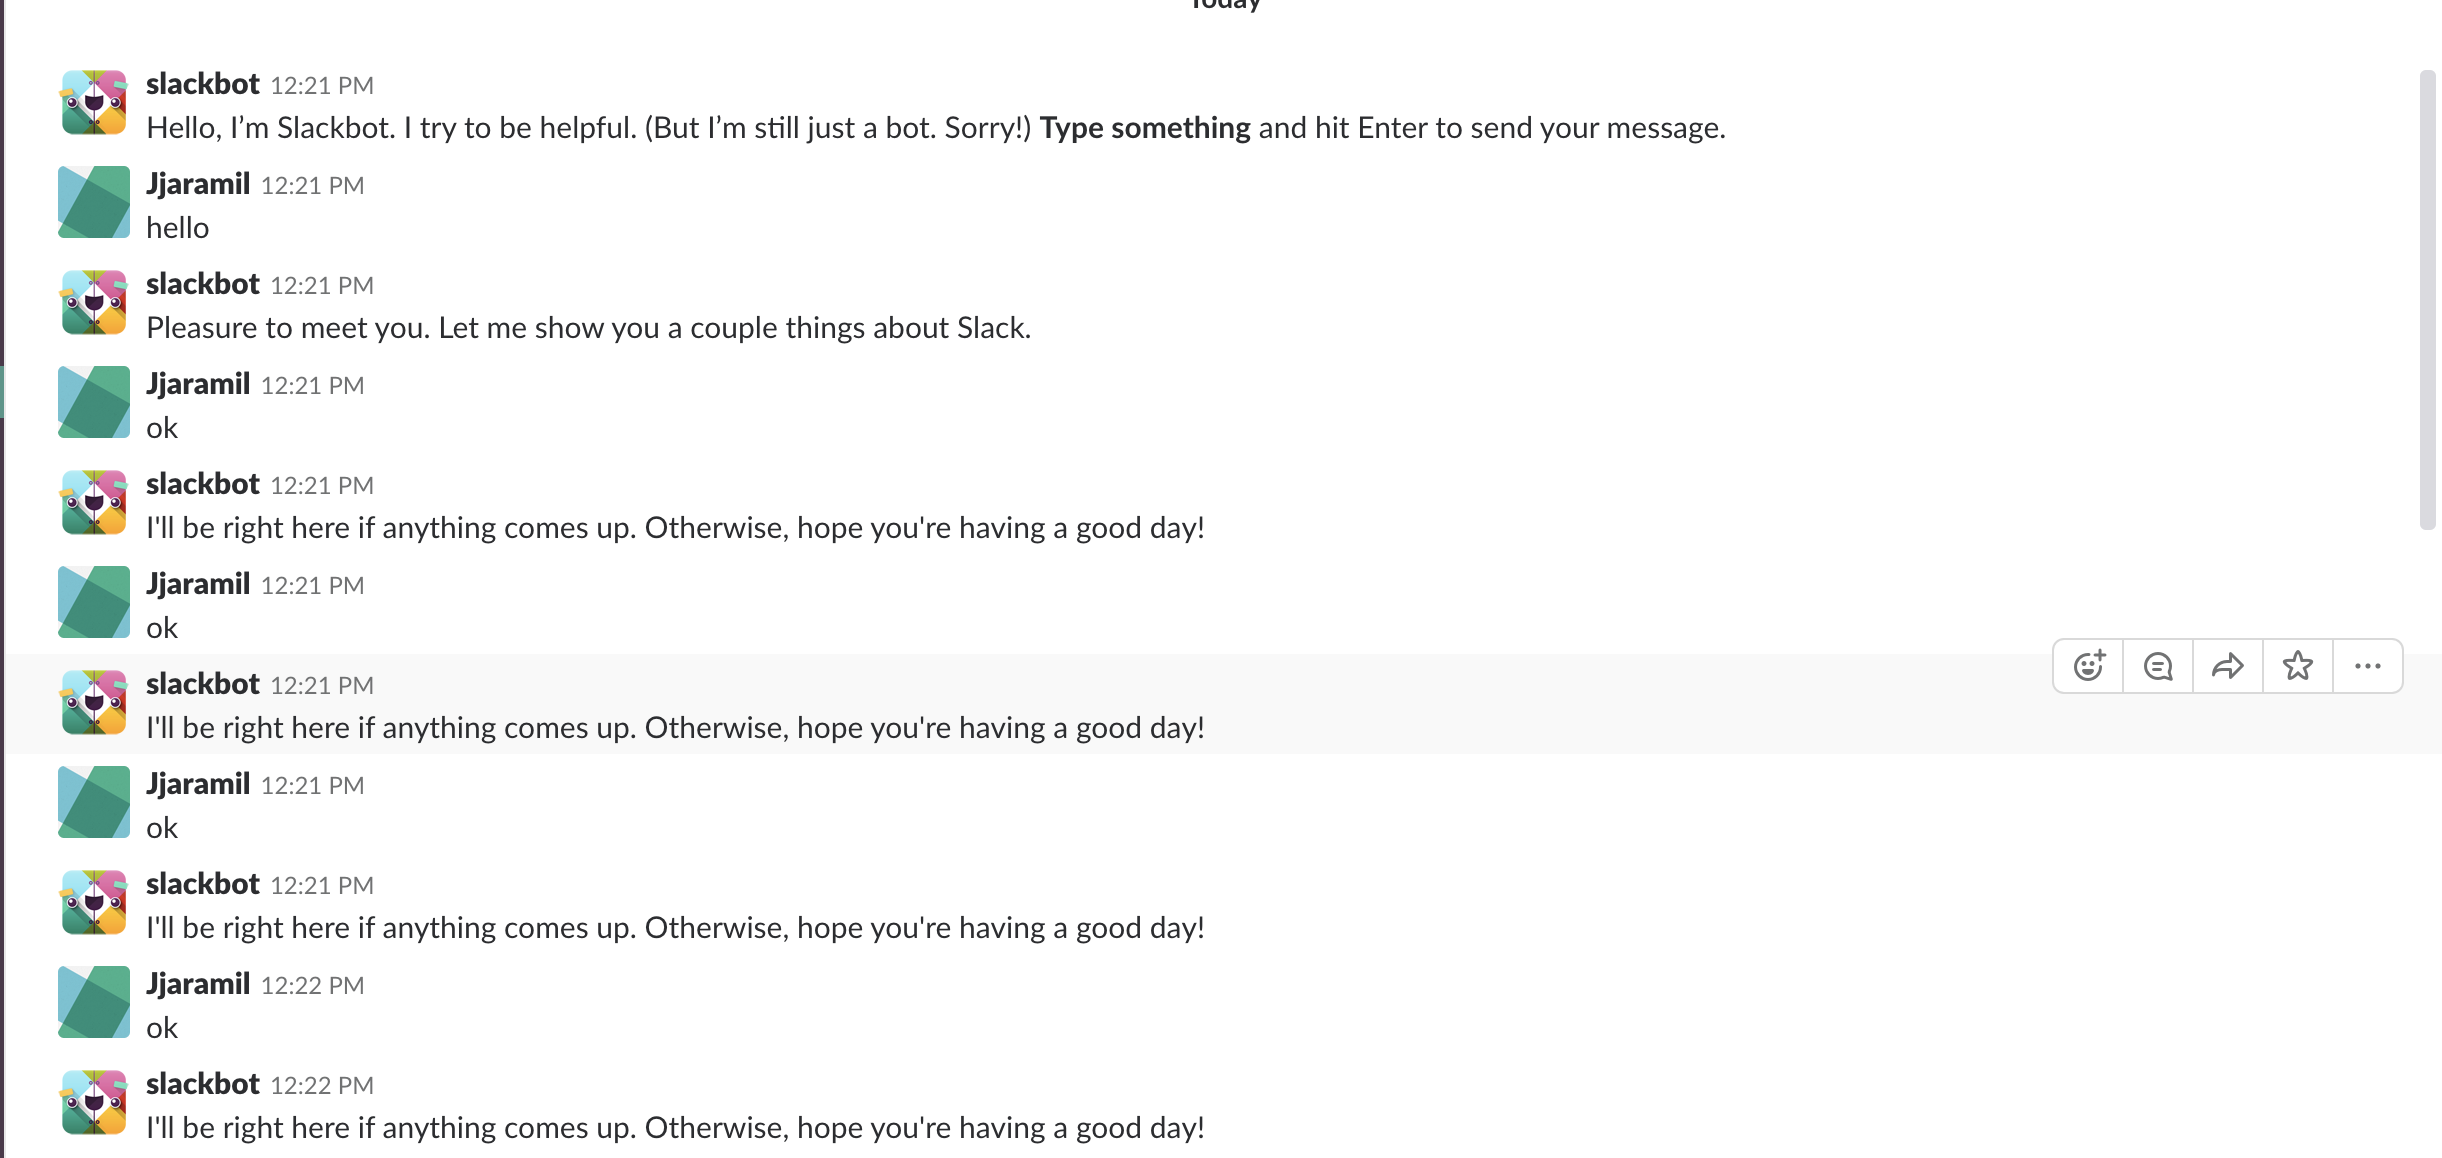 Today
slackbot 12:21 PM
Hello, I’m Slackbot. I try to be helpful. (But I’m still just a bot. Sorry!) Type something and hit Enter to send your message.
Jjaramil 12:21 PM
hello
slackbot 12:21 PM
Pleasure to meet you. Let me show you a couple things about Slack.
Jjaramil 12:21 PM
ok
slackbot 12:21 PM
I'll be right here if anything comes up. Otherwise, hope you're having a good day!
Jjaramil 12:21 PM
ok
slackbot 12:21 PM
I'll be right here if anything comes up. Otherwise, hope you're having a good day!
Jjaramil 12:21 PM
ok
slackbot 12:21 PM
I'll be right here if anything comes up. Otherwise, hope you're having a good day!
Jjaramil 12:22 PM
ok
slackbot 12:22 PM
I'll be right here if anything comes up. Otherwise, hope you're having a good day!